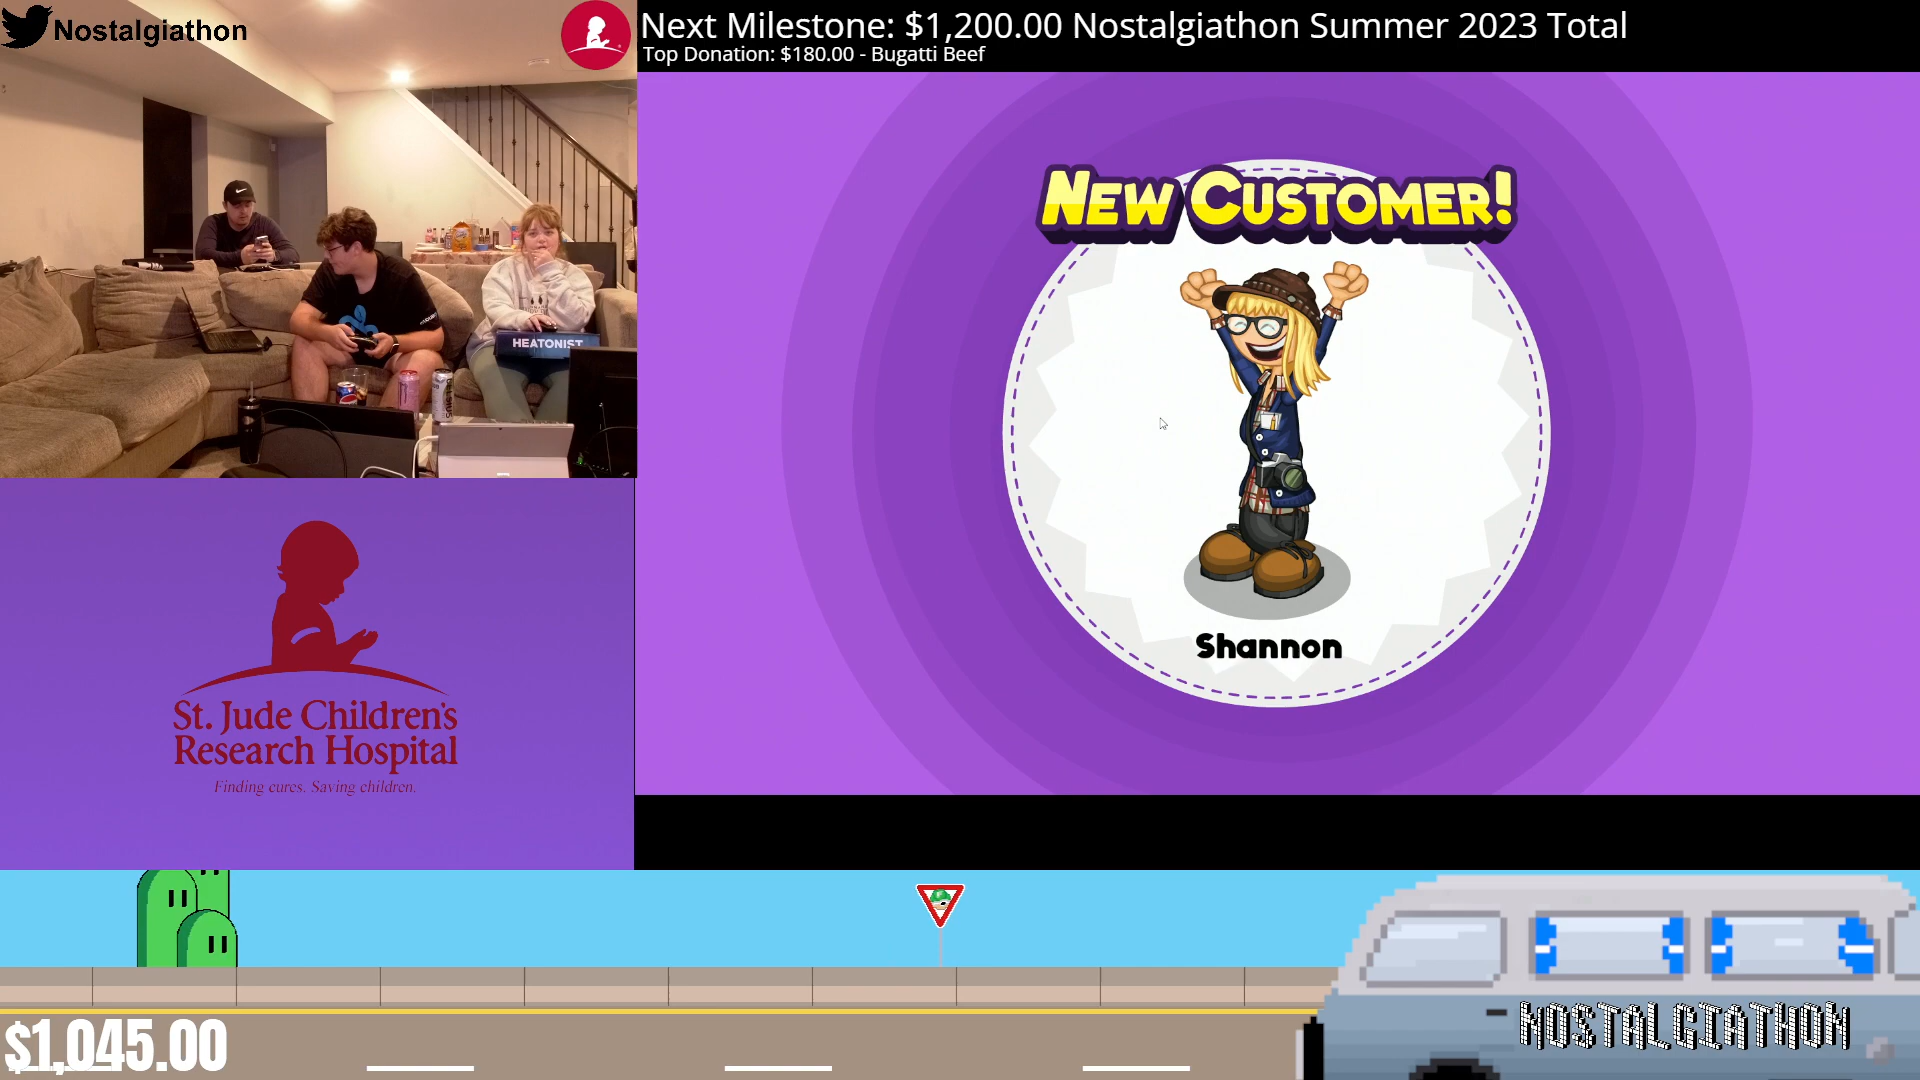 Nostalgiathon
Next Milestone: $1,200.00 Nostalgiathon Summer 2023 Total
Top Donation: $180.00 - Bugatti Beef
NEW CUSTOMER!
HEATONIST
Shannon
St. Jude Children's
Research Hospital
Finding cures. Saving children.
$1,045.00
NOSTALGIATHON